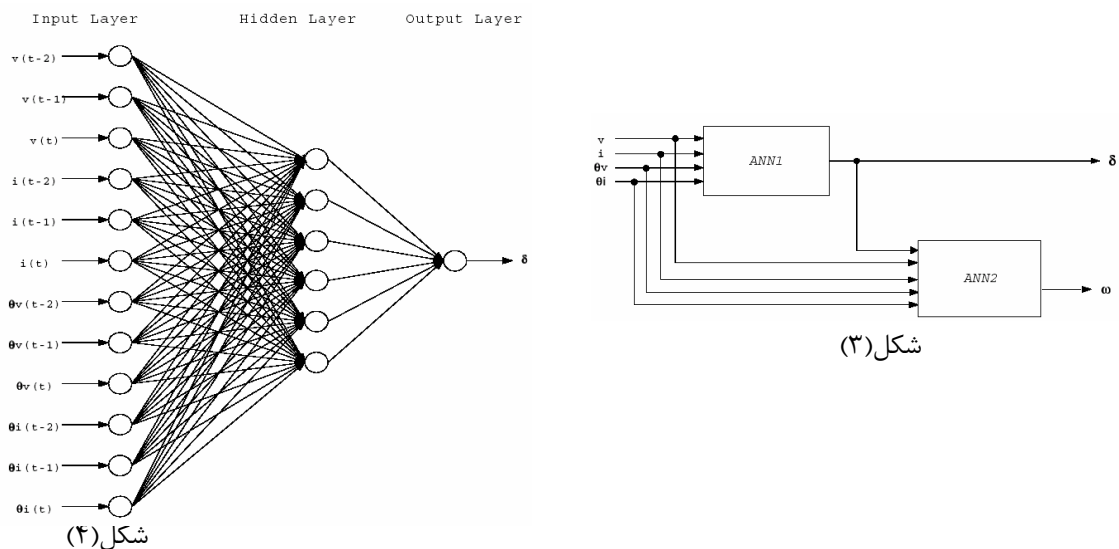 Input Layer Hidden Layer Output Layer
v(t-2)
v(t-1)
v(t)
i(t-2)
i(t-1)
i(t)
θv(t-2)
θv(t-1)
θv(t)
θi(t-2)
θi(t-1)
θi(t)
δ
شکل(۴)
v
i
θv
θi
ANN1
δ
ANN2
ω
شکل(۳)